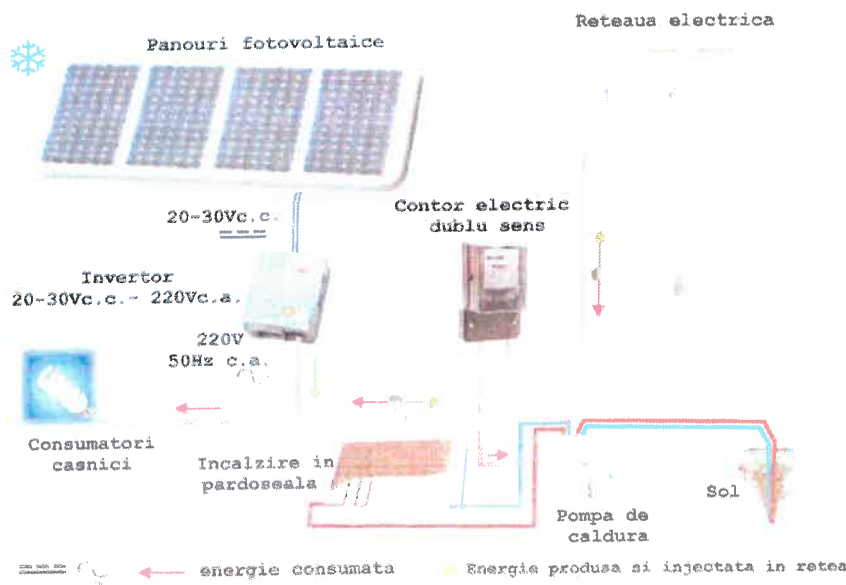 Reteaua electrica
Panouri fotovoltaice
20-30Vc.c.
Contor electric
dublu sens
Invertor
20-30Vc.c.- 220Vc.a.
220V
50Hz c.a.
Consumatori
casnici
Incalzire in
pardoseala
Sol
Pompa de
caldura
energie consumata
Energie produsa si injectata in retea